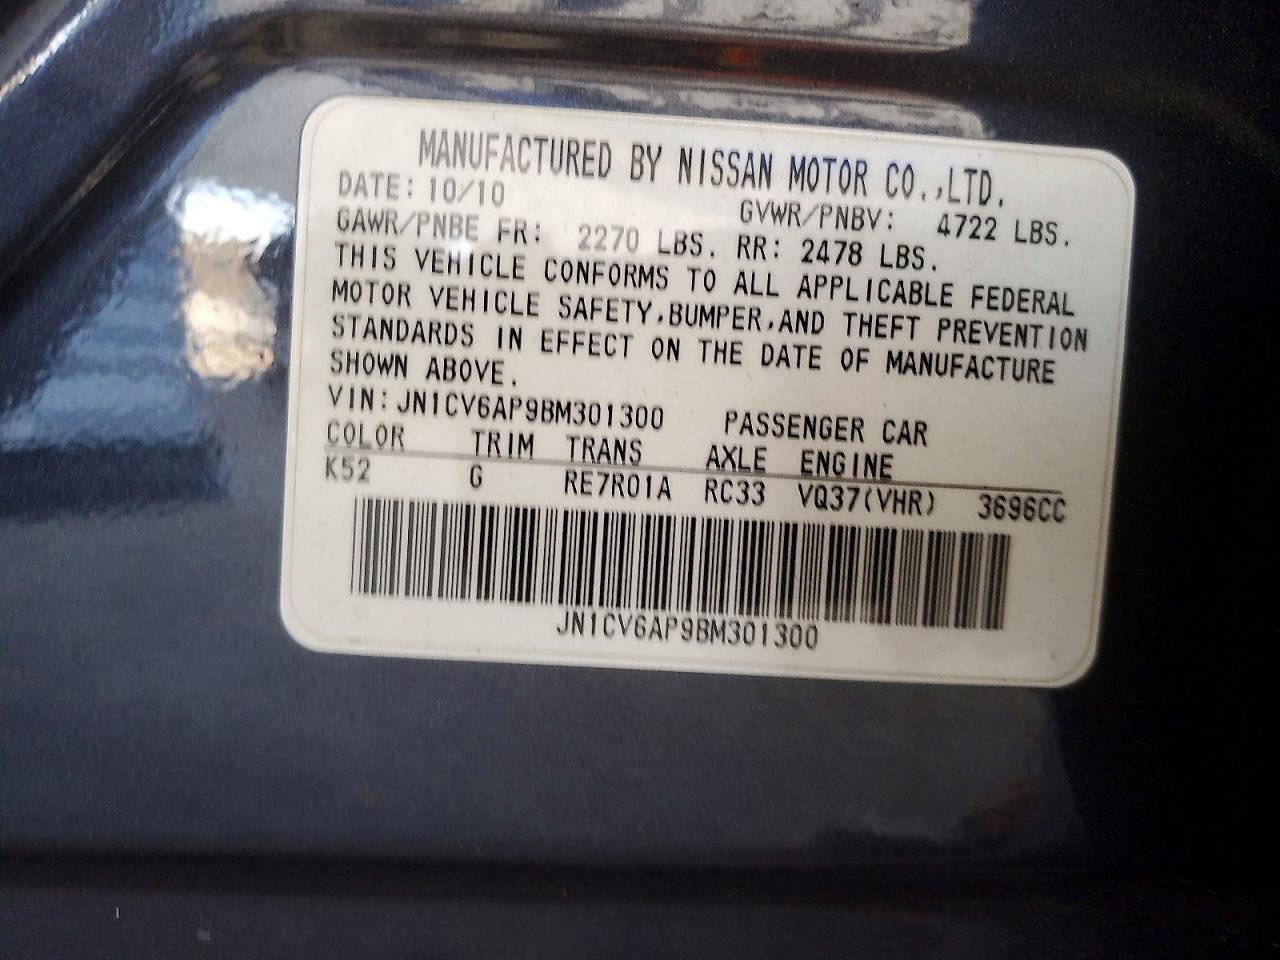 MANUFACTURED BY NISSAN MOTOR CO.,LTD.
DATE: 10/10 GVWR/PNBV: 4722 LBS.
GAWR/PNBE FR: 2270 LBS. RR: 2478 LBS.
THIS VEHICLE CONFORMS TO ALL APPLICABLE FEDERAL
MOTOR VEHICLE SAFETY,BUMPER,AND THEFT PREVENTION
STANDARDS IN EFFECT ON THE DATE OF MANUFACTURE
SHOWN ABOVE.
VIN: JN1CV6AP9BM301300 PASSENGER CAR
COLOR TRIM TRANS AXLE ENGINE
K52 G RE7R01A RC33 VQ37(VHR) 3696CC
JN1CV6AP9BM301300